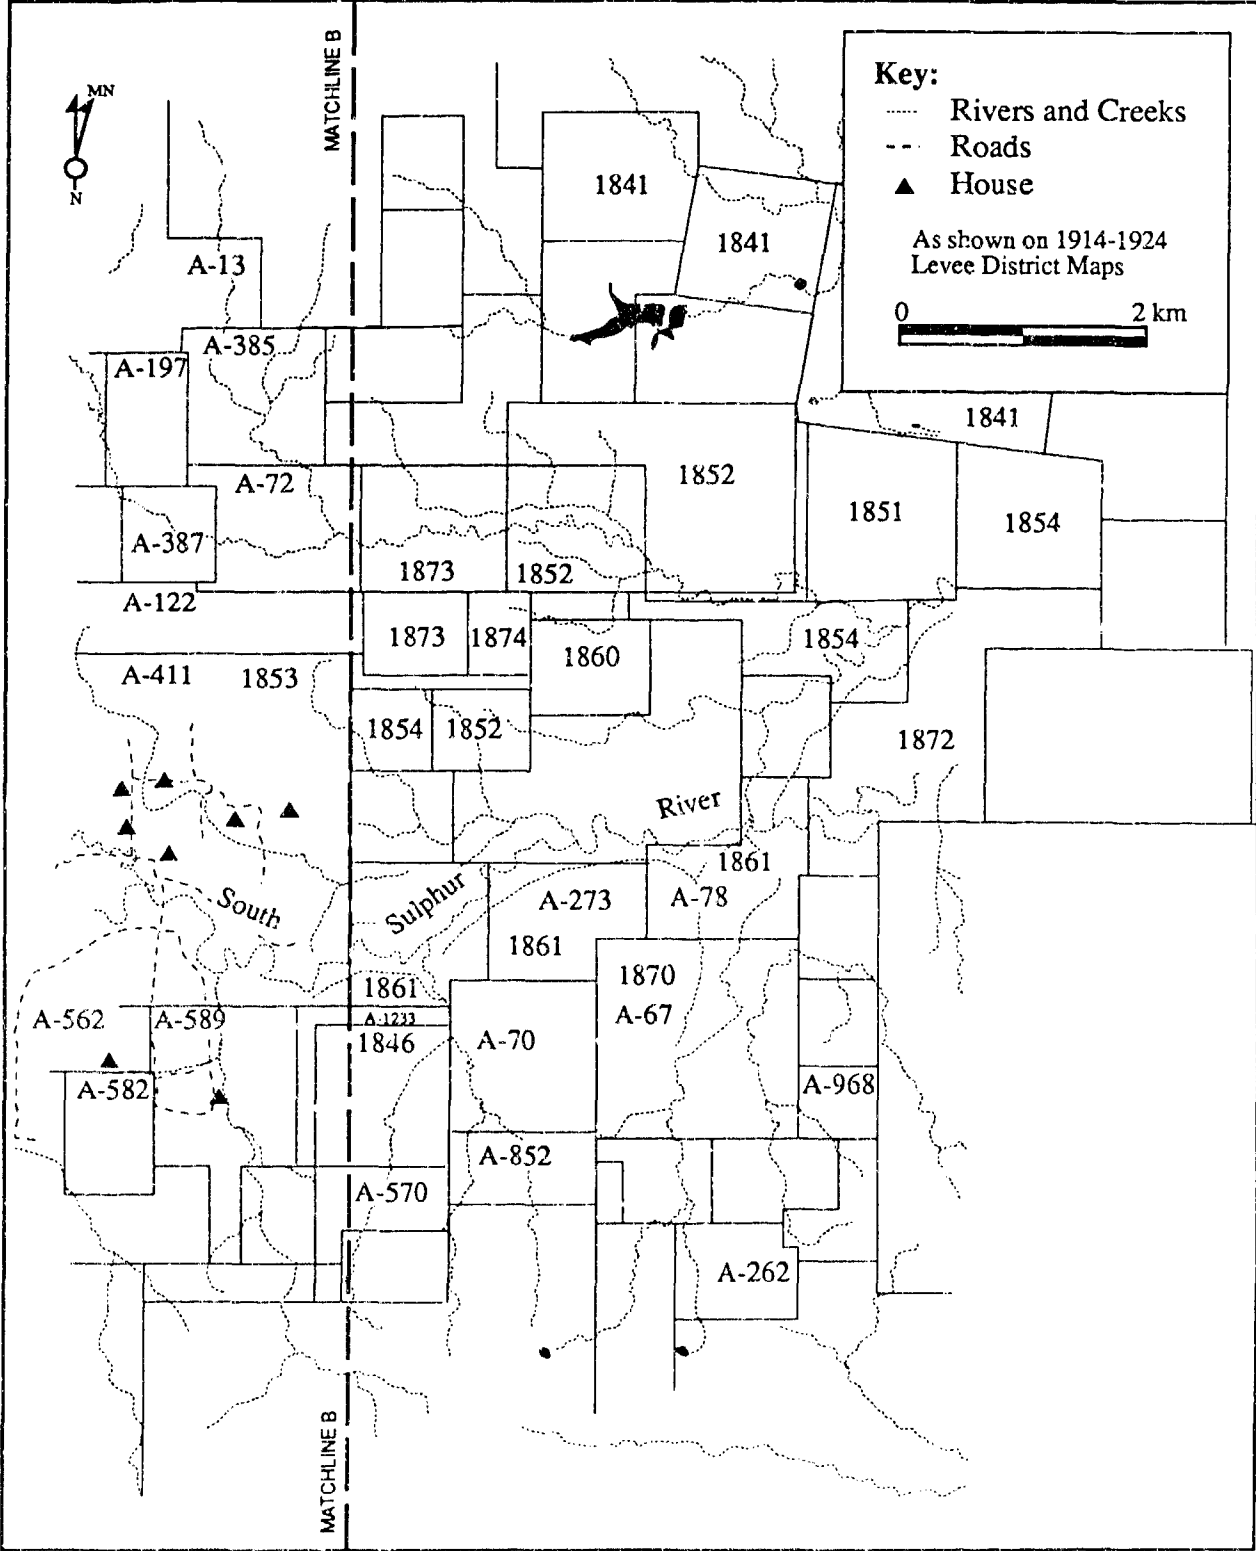 MATCHLINE B
MN
N
Key:
Rivers and Creeks
Roads
House
As shown on 1914-1924
Levee District Maps
0 2 km
1841
1841
A-13
A-385
A-197
1841
A-72
1852
1851
1854
A-387
1873
1852
A-122
1873
1874
1860
1854
A-411
1853
1854
1852
1872
River
1861
South
Sulphur
A-273
A-78
1861
1870
1861
A-562
A-589
A-1233
A-67
1846
A-70
A-582
A-968
A-852
A-570
A-262
MATCHLINE B